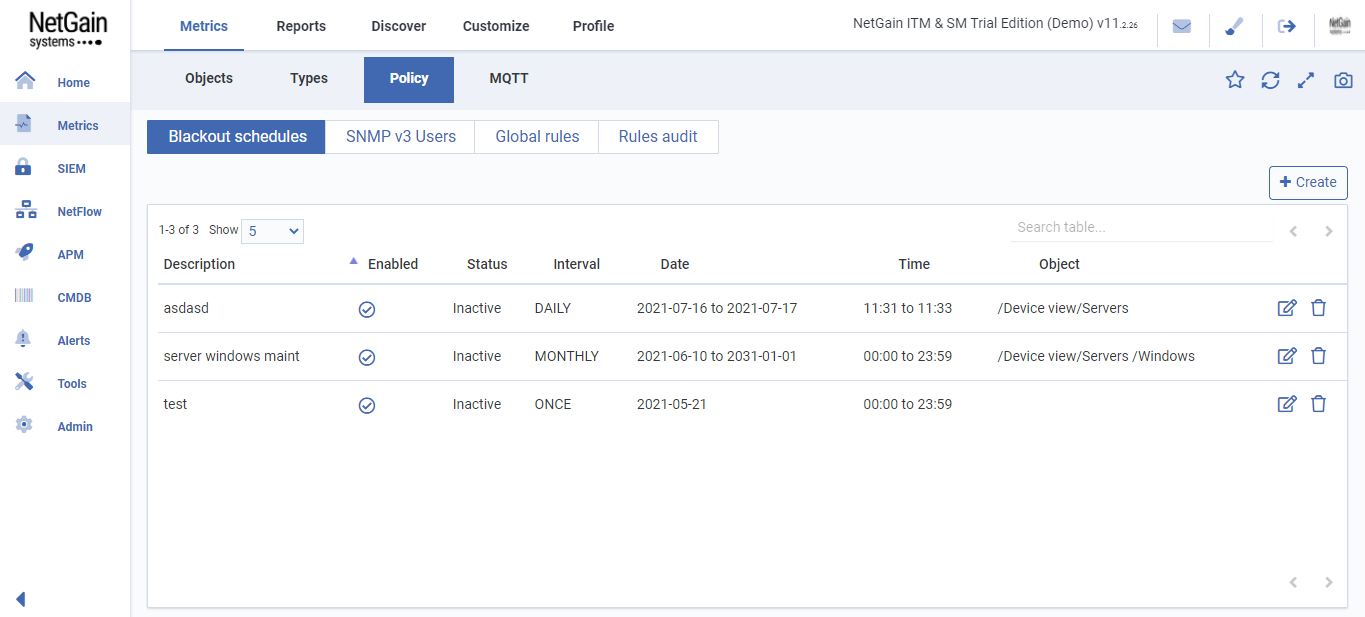 NetGain
systems
Metrics Reports Discover Customize Profile
NetGain ITM & SM Trial Edition (Demo) v11.2.26
NetGain
Home
Metrics
SIEM
NetFlow
APM
CMDB
Alerts
Tools
Admin
Objects Types Policy MQTT
Blackout schedules SNMP v3 Users Global rules Rules audit
+ Create
1-3 of 3 Show 5 Search table...
Description Enabled Status Interval Date Time Object
asdasd Inactive DAILY 2021-07-16 to 2021-07-17 11:31 to 11:33 /Device view/Servers
server windows maint Inactive MONTHLY 2021-06-10 to 2031-01-01 00:00 to 23:59 /Device view/Servers /Windows
test Inactive ONCE 2021-05-21 00:00 to 23:59